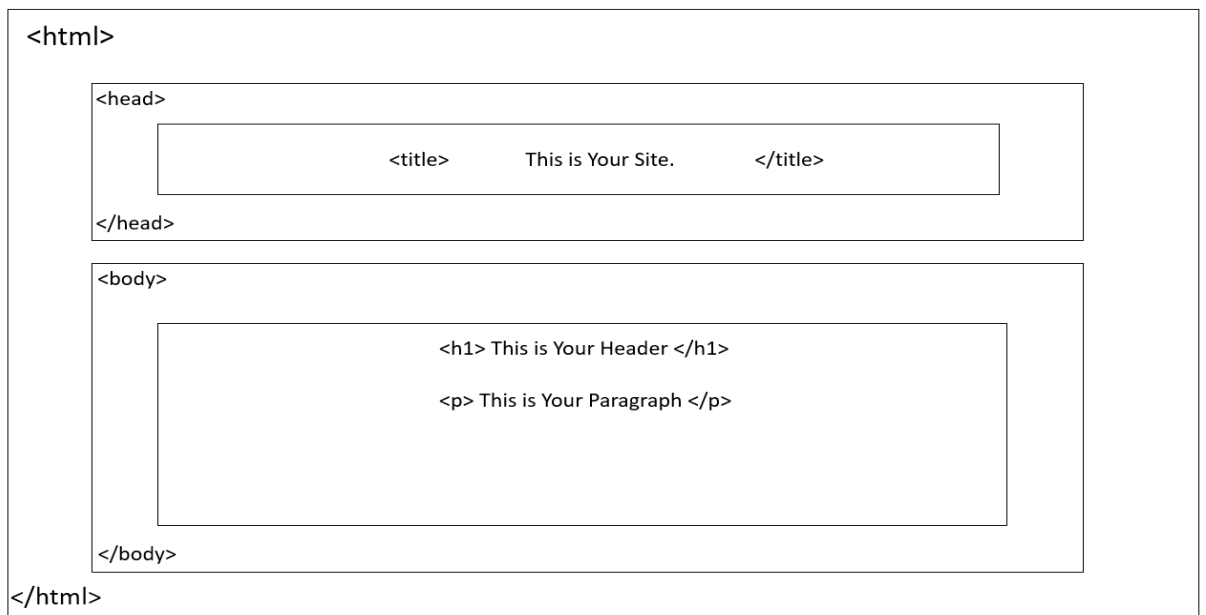 <html>
<head>
<title> This is Your Site. </title>
</head>
<body>
<h1> This is Your Header </h1>
<p> This is Your Paragraph </p>
</body>
</html>